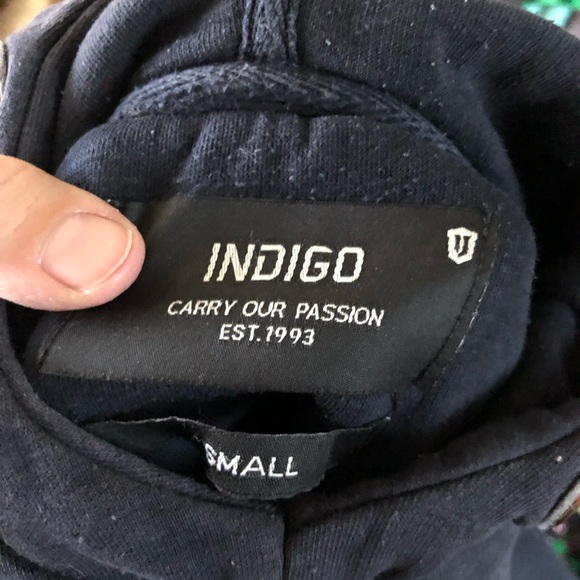 INDIGO
CARRY OUR PASSION
EST.1993
SMALL